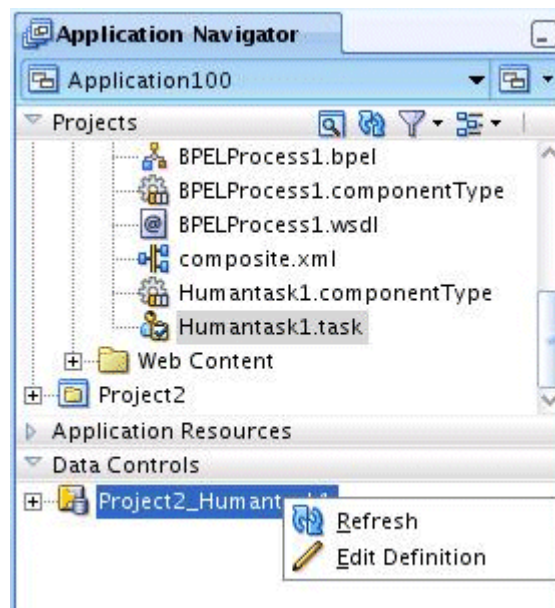 Application Navigator
Application100
Projects
BPELProcess1.bpel
BPELProcess1.componentType
BPELProcess1.wsdl
composite.xml
Humantask1.componentType
Humantask1.task
Web Content
Project2
Application Resources
Data Controls
Refresh
Edit Definition